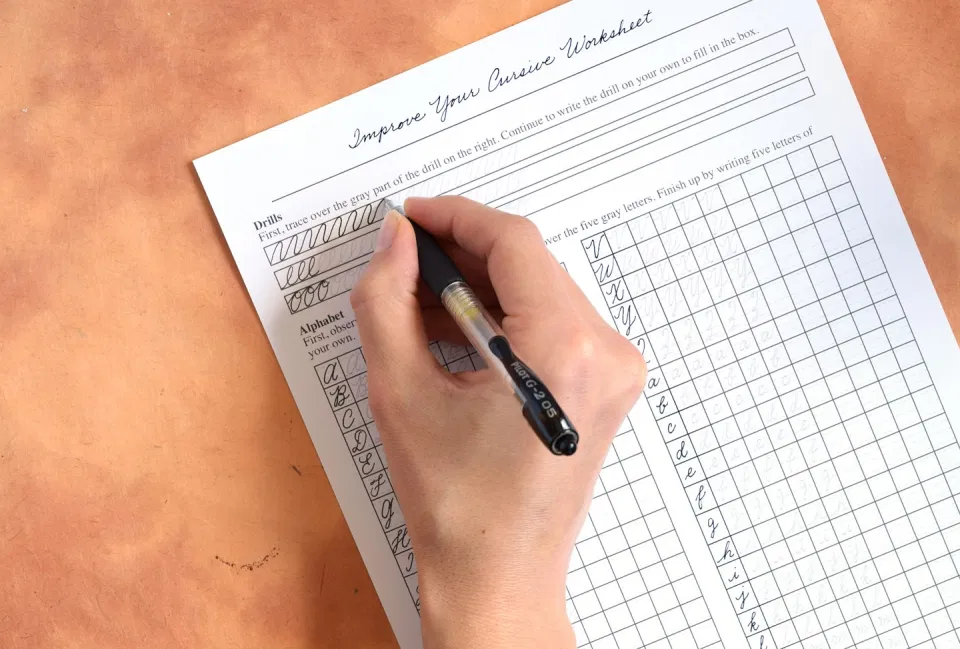 Improve Your Cursive Worksheet
Drills
First, trace over the gray part of the drill on the right. Continue to write the drill on your own to fill in the box.
lll
ooo
Alphabet
First, obser
your own.
over the five gray letters. Finish up by writing five letters of
A
B
C
D
E
F
G
H
I
V
W
X
Y
Z
a
b
c
d
e
f
g
h
i
j
k
l
PILOT G-2 05